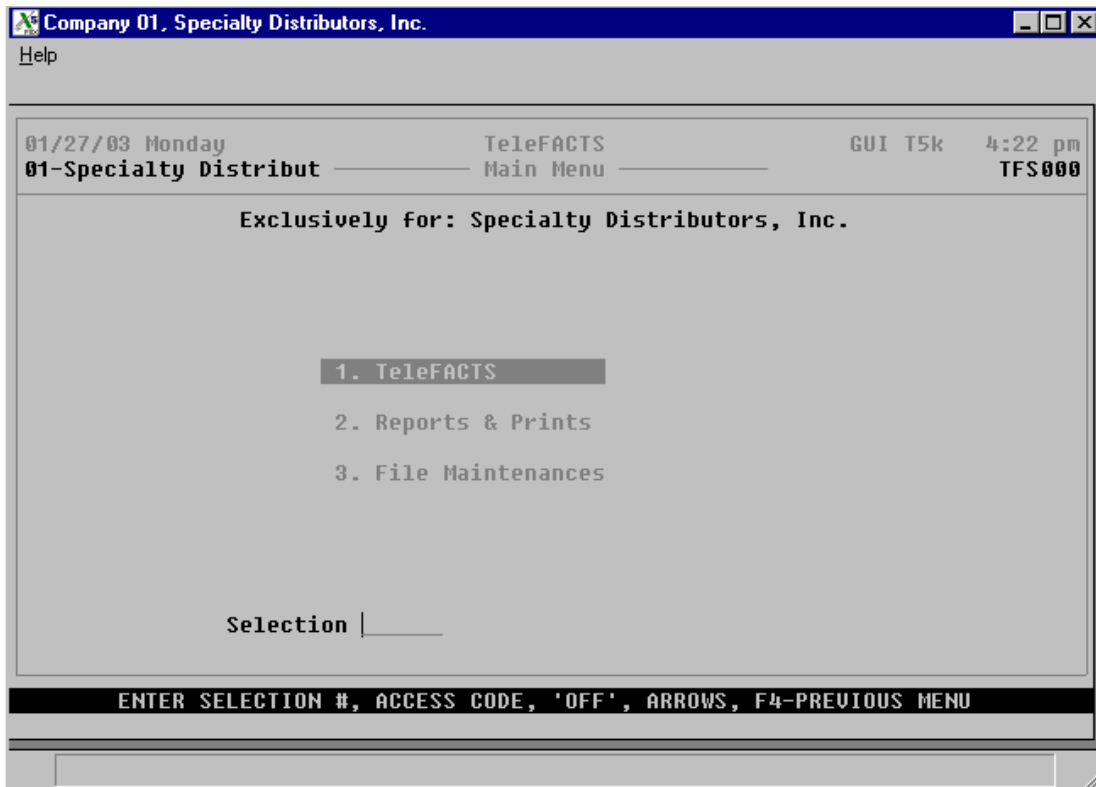 Company 01, Specialty Distributors, Inc.
Help
01/27/03 Monday TeleFACTS GUI T5k 4:22 pm
01-Specialty Distribut Main Menu TFS000
Exclusively for: Specialty Distributors, Inc.
1. TeleFACTS
2. Reports & Prints
3. File Maintenances
Selection
ENTER SELECTION #, ACCESS CODE, 'OFF', ARROWS, F4-PREVIOUS MENU